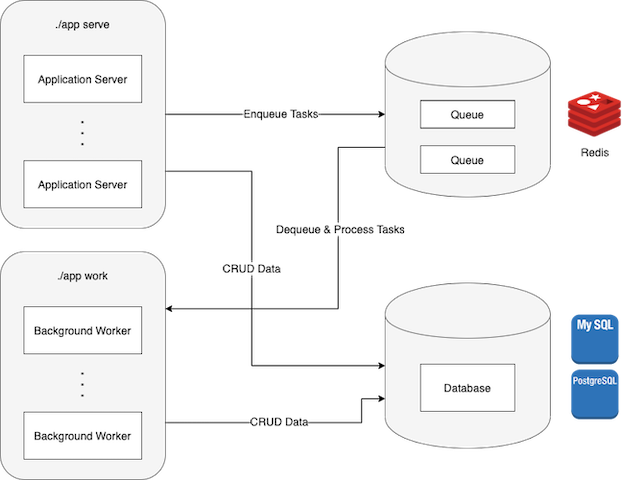 ./app serve
Application Server
Application Server
Enqueue Tasks
Queue
Queue
Redis
Dequeue & Process Tasks
CRUD Data
./app work
Background Worker
Background Worker
Database
My SQL
PostgreSQL
CRUD Data